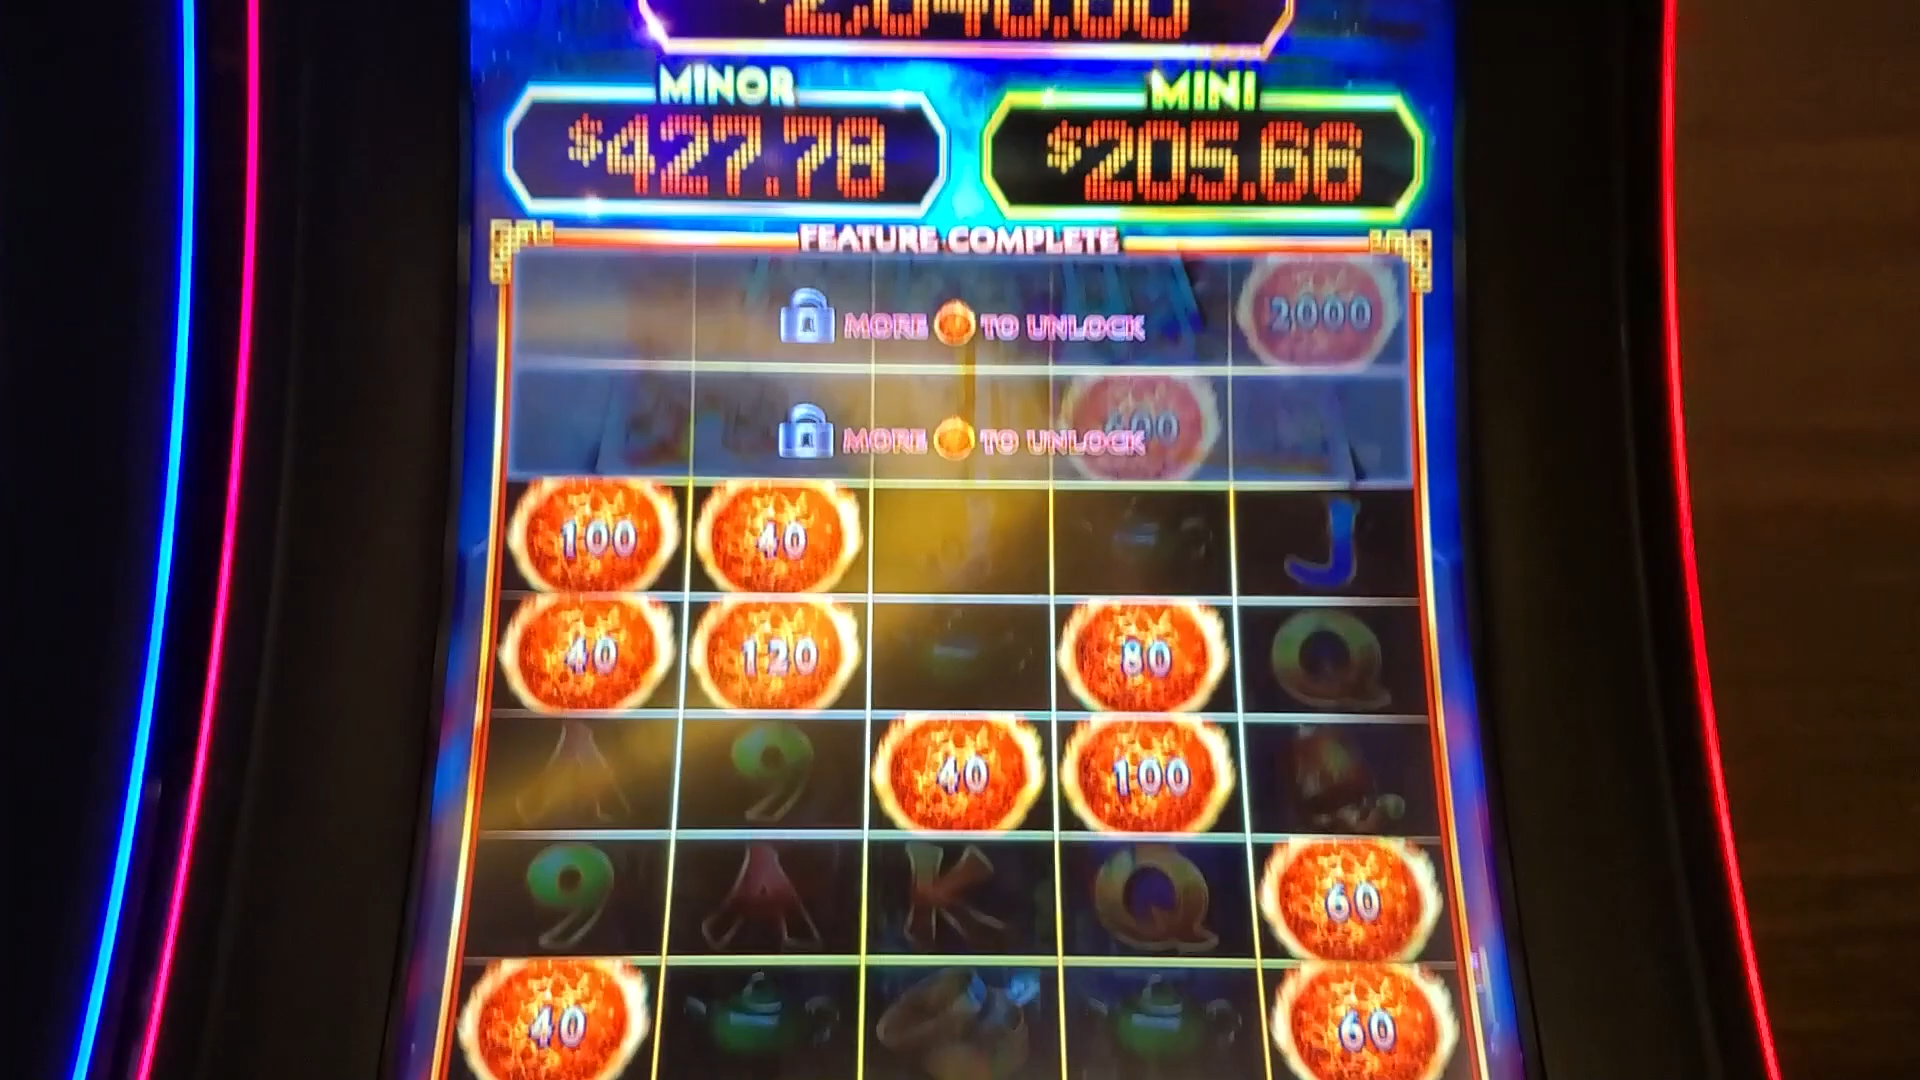 MINOR MINI
$427.78 $205.66
FEATURE COMPLETE
2000
MORE TO UNLOCK
MORE TO UNLOCK
100 40 J
40 120 80 Q
A 9 40 100
9 A K Q 60
40 60